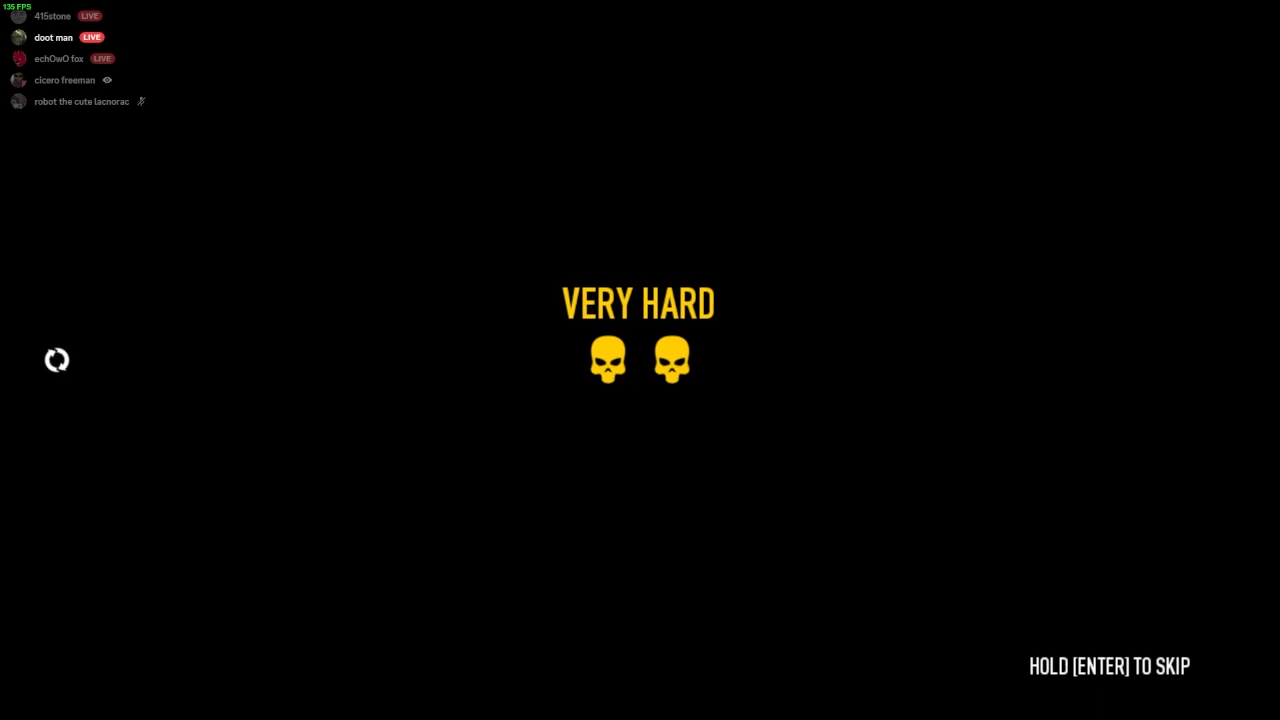 135 FPS
415stone LIVE
doot man LIVE
echOwO fox LIVE
cicero freeman
robot the cute lacnorac
VERY HARD
HOLD [ENTER] TO SKIP